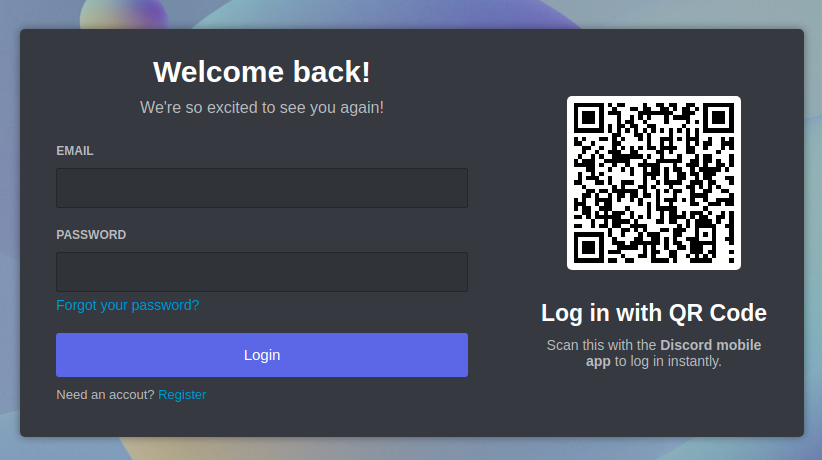 Welcome back!
We're so excited to see you again!
EMAIL
PASSWORD
Forgot your password?
Login
Need an accout? Register
Log in with QR Code
Scan this with the Discord mobile
app to log in instantly.